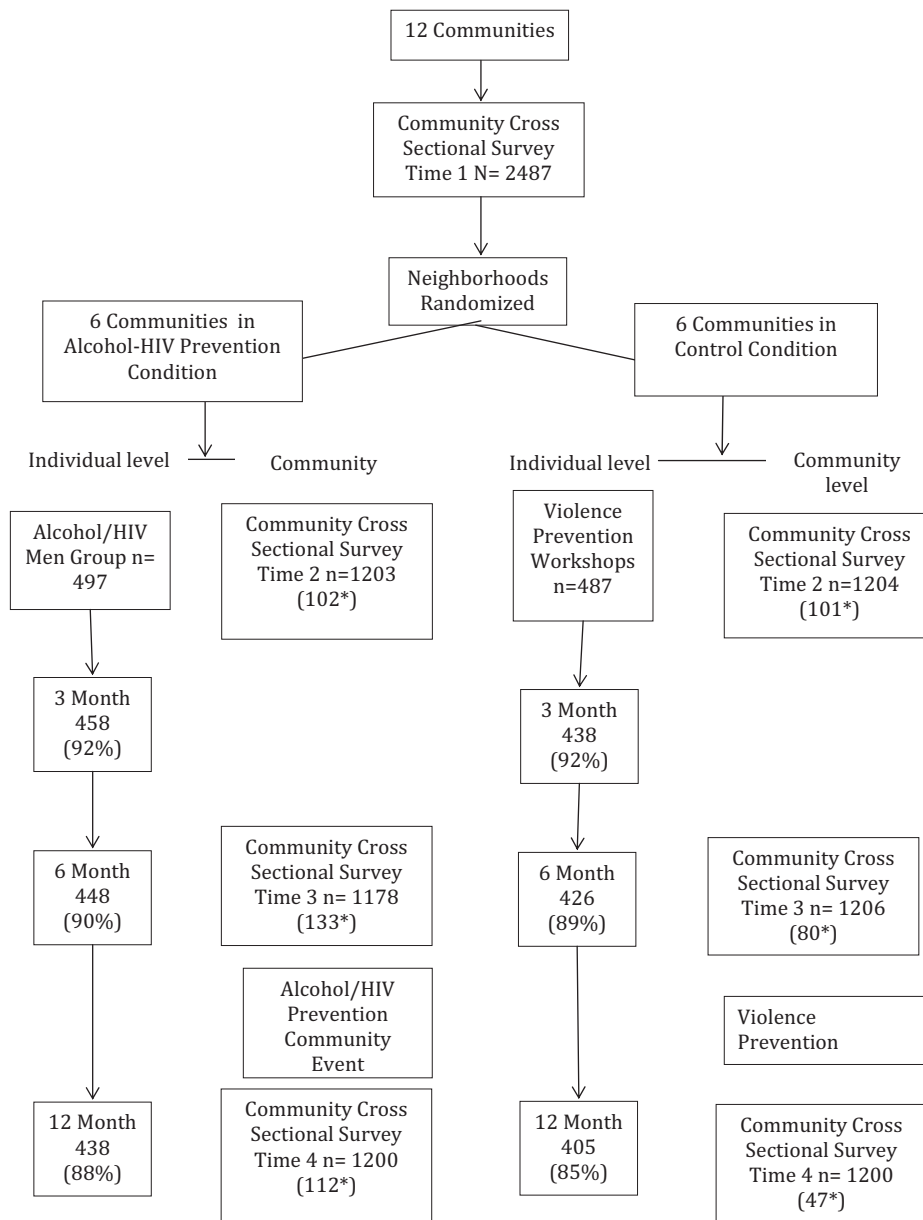 12 Communities
Community Cross
Sectional Survey
Time 1 N= 2487
Neighborhoods
Randomized
6 Communities in
Alcohol-HIV Prevention
Condition
6 Communities in
Control Condition
Individual level
Community
Individual level
Community
level
Alcohol/HIV
Men Group n=
497
Community Cross
Sectional Survey
Time 2 n=1203
(102*)
Violence
Prevention
Workshops
n=487
Community Cross
Sectional Survey
Time 2 n=1204
(101*)
3 Month
458
(92%)
3 Month
438
(92%)
6 Month
448
(90%)
Community Cross
Sectional Survey
Time 3 n= 1178
(133*)
6 Month
426
(89%)
Community Cross
Sectional Survey
Time 3 n= 1206
(80*)
Alcohol/HIV
Prevention
Community
Event
Violence
Prevention
12 Month
438
(88%)
Community Cross
Sectional Survey
Time 4 n= 1200
(112*)
12 Month
405
(85%)
Community Cross
Sectional Survey
Time 4 n= 1200
(47*)